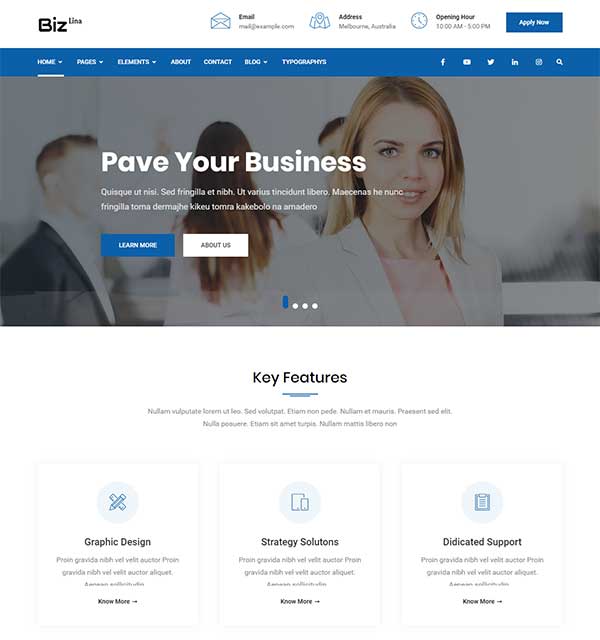 Biz Lina
Email
mail@example.com
Address
Melbourne, Australia
Opening Hour
10:00 AM - 5:00 PM
Apply Now
HOME PAGES ELEMENTS ABOUT CONTACT BLOG TYPOGRAPHYS
Pave Your Business
Quisque ut nisi. Sed fringilla et nibh. Ut varius tincidunt libero. Maecenas he nunc
fringilla toma dermajhe kikeu tomra kakebolo na amadero
LEARN MORE
ABOUT US
Key Features
Nullam vulputate lorem ut leo. Sed volutpat. Etiam non pede. Nullam et mauris. Praesent sed elit.
Nulla posuere. Etiam sit amet turpis. Nullam mattis libero non
Graphic Design
Proin gravida nibh vel velit auctor Proin
gravida nibh vel velit auctor aliquet.
Aenean sollicitudin
Know More →
Strategy Solutons
Proin gravida nibh vel velit auctor Proin
gravida nibh vel velit auctor aliquet.
Aenean sollicitudin
Know More →
Didicated Support
Proin gravida nibh vel velit auctor Proin
gravida nibh vel velit auctor aliquet.
Aenean sollicitudin
Know More →